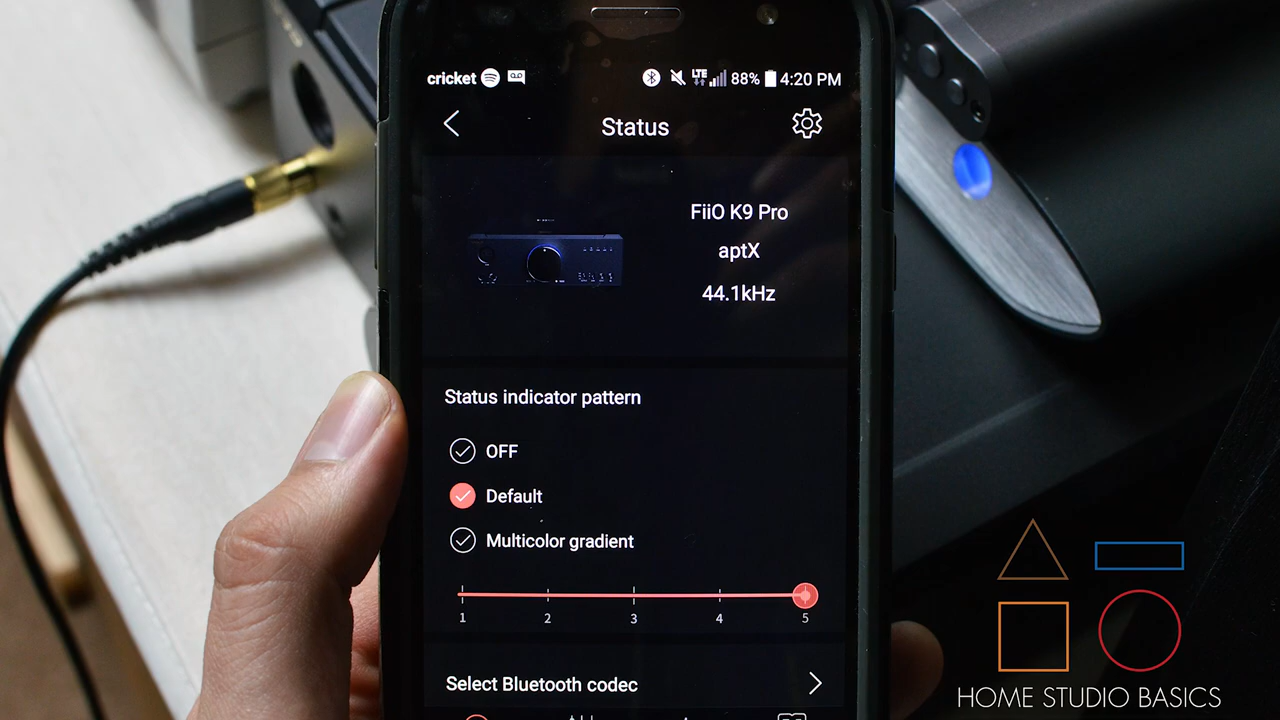 cricket LTE 88% 4:20 PM
Status
FiiO K9 Pro
aptX
44.1kHz
Status indicator pattern
OFF
Default
Multicolor gradient
1 2 3 4 5
Select Bluetooth codec
HOME STUDIO BASICS